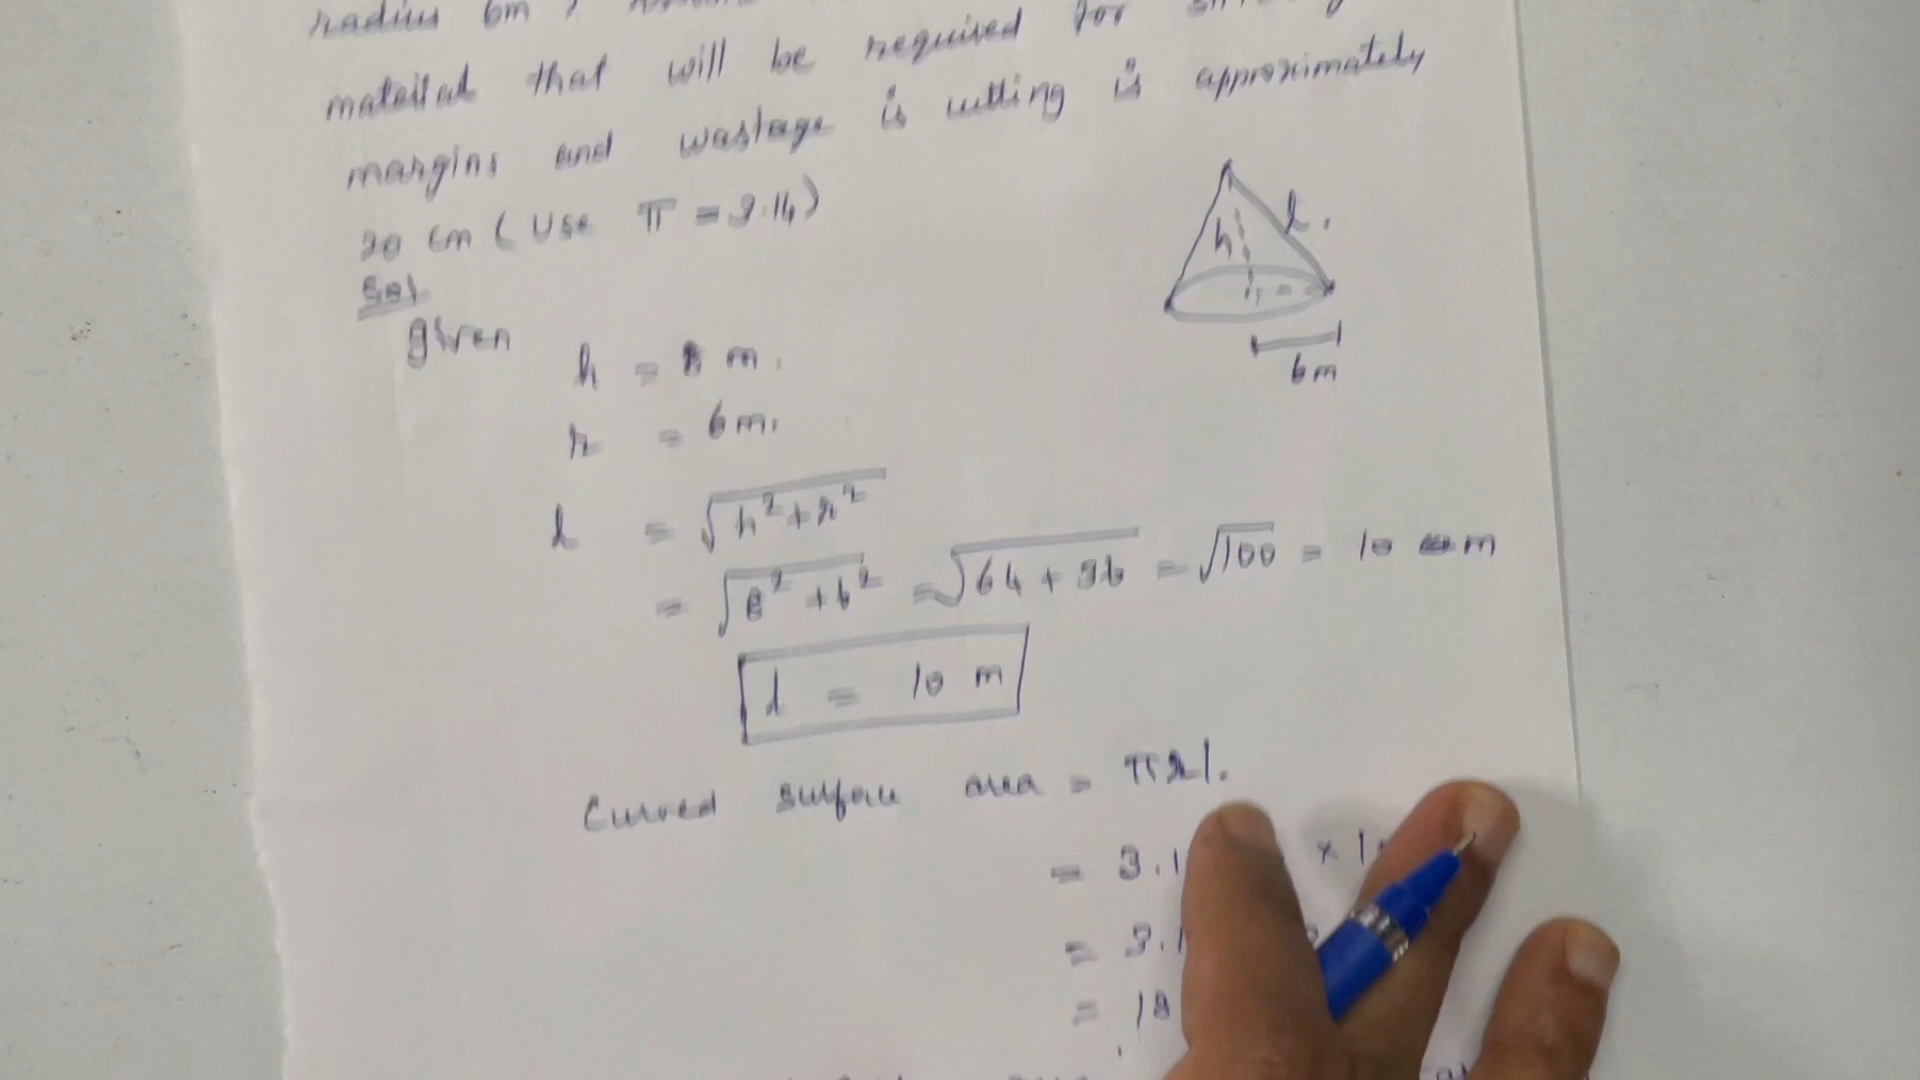 radius 6m ?
material that will be required for
margins and wastage is cutting is approximately
20 cm ( Use π = 3.14)
Sol
given
h = 8 m.
r = 6m.
h l.
6m
l = √h²+r²
= √8²+6² = √64+36 = √100 = 10 m
l = 10 m
Curved surface area = πrl.
= 3.1 × 1
= 3.1
= 18